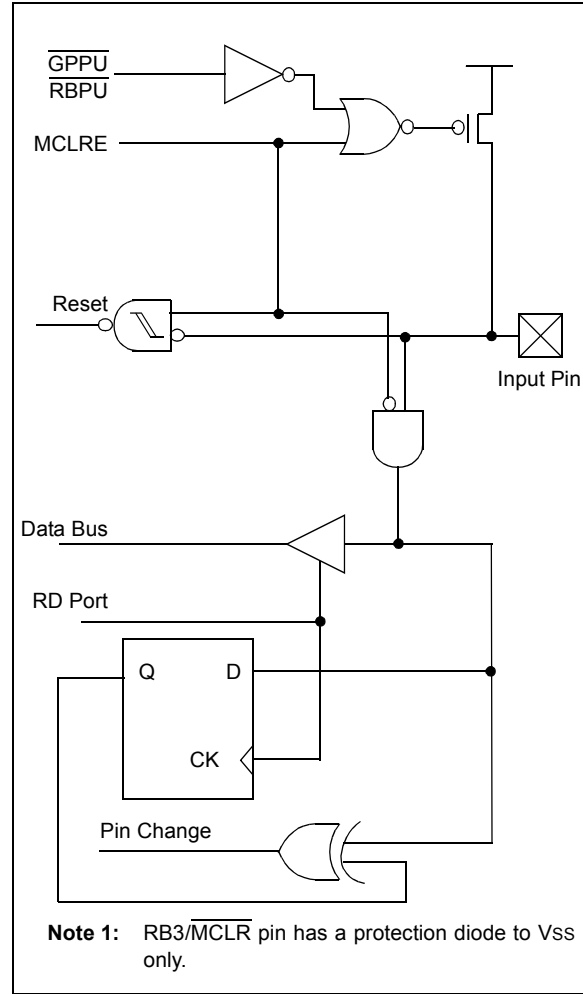 GPPU
RBPU
MCLRE
Reset
Input Pin
Data Bus
RD Port
Q D
CK
Pin Change
Note 1: RB3/MCLR pin has a protection diode to VSS
only.